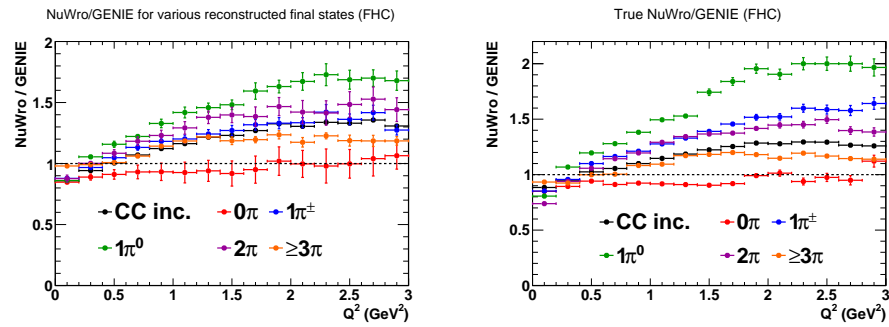 NuWro/GENIE for various reconstructed final states (FHC)
NuWro / GENIE
2
1.5
1
0.5
0
CC inc.
0π
1π±
1π⁰
2π
≥3π
0
0.5
1
1.5
2
2.5
3
Q² (GeV²)
True NuWro/GENIE (FHC)
NuWro / GENIE
2
1.5
1
0.5
0
CC inc.
0π
1π±
1π⁰
2π
≥3π
0
0.5
1
1.5
2
2.5
3
Q² (GeV²)